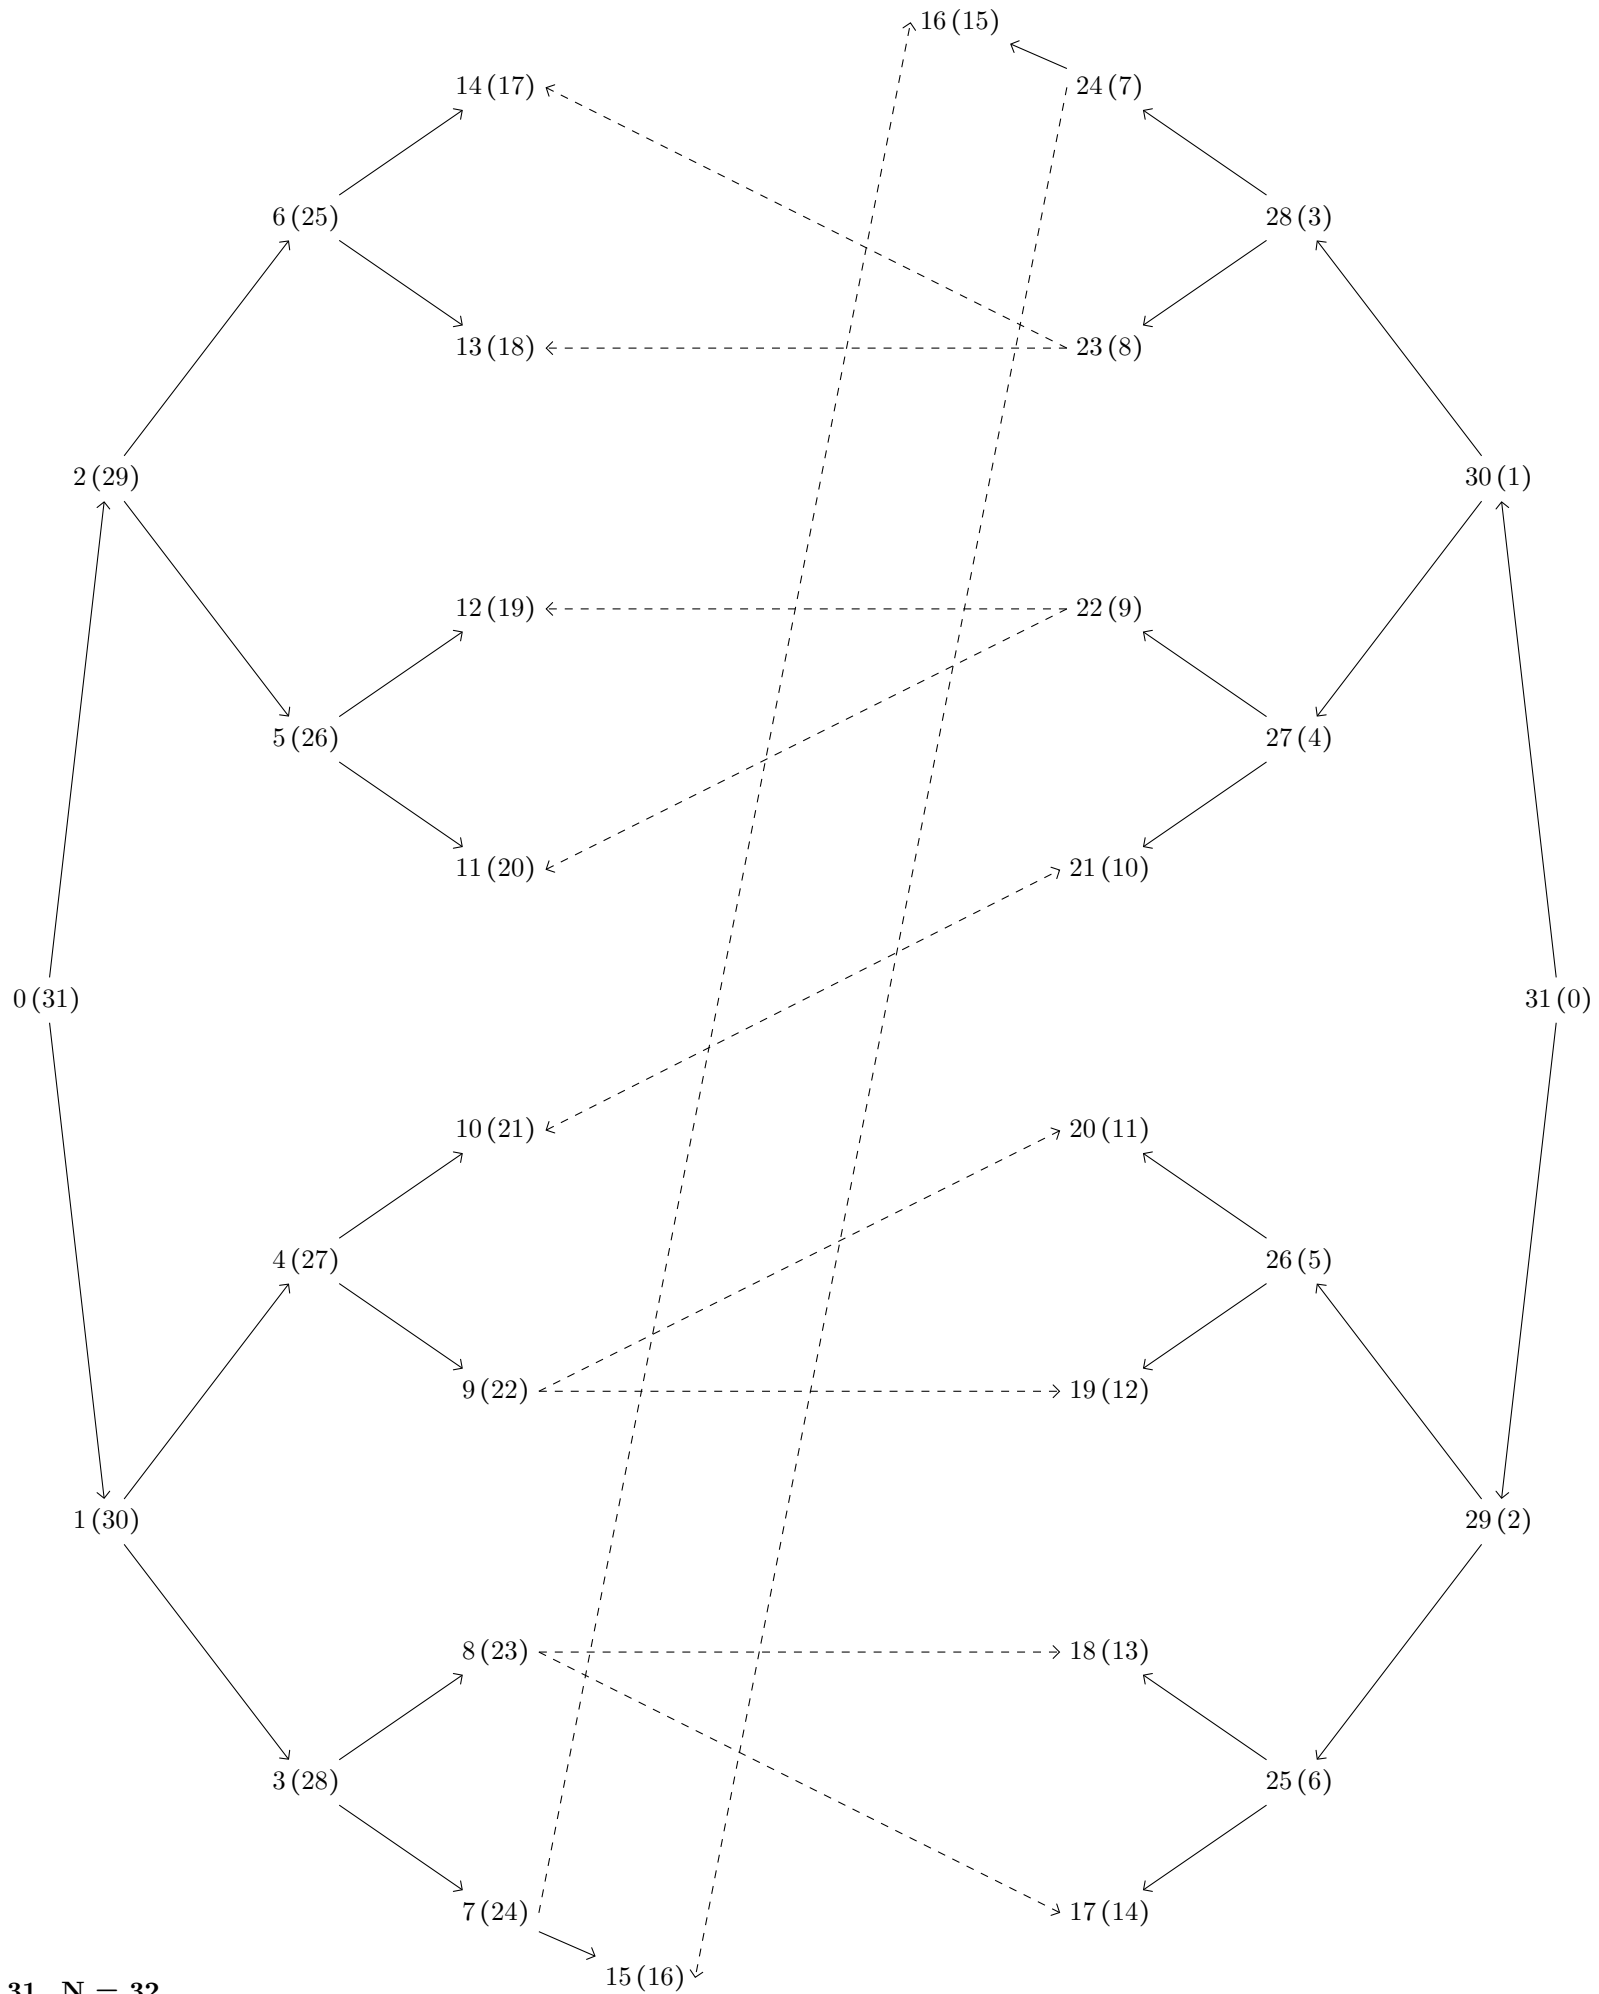 16 (15)
14 (17) 24 (7)
6 (25) 28 (3)
13 (18) 23 (8)
2 (29) 30 (1)
12 (19) 22 (9)
5 (26) 27 (4)
11 (20) 21 (10)
0 (31) 31 (0)
10 (21) 20 (11)
4 (27) 26 (5)
9 (22) 19 (12)
1 (30) 29 (2)
8 (23) 18 (13)
3 (28) 25 (6)
7 (24) 17 (14)
15 (16)
31 N = 32